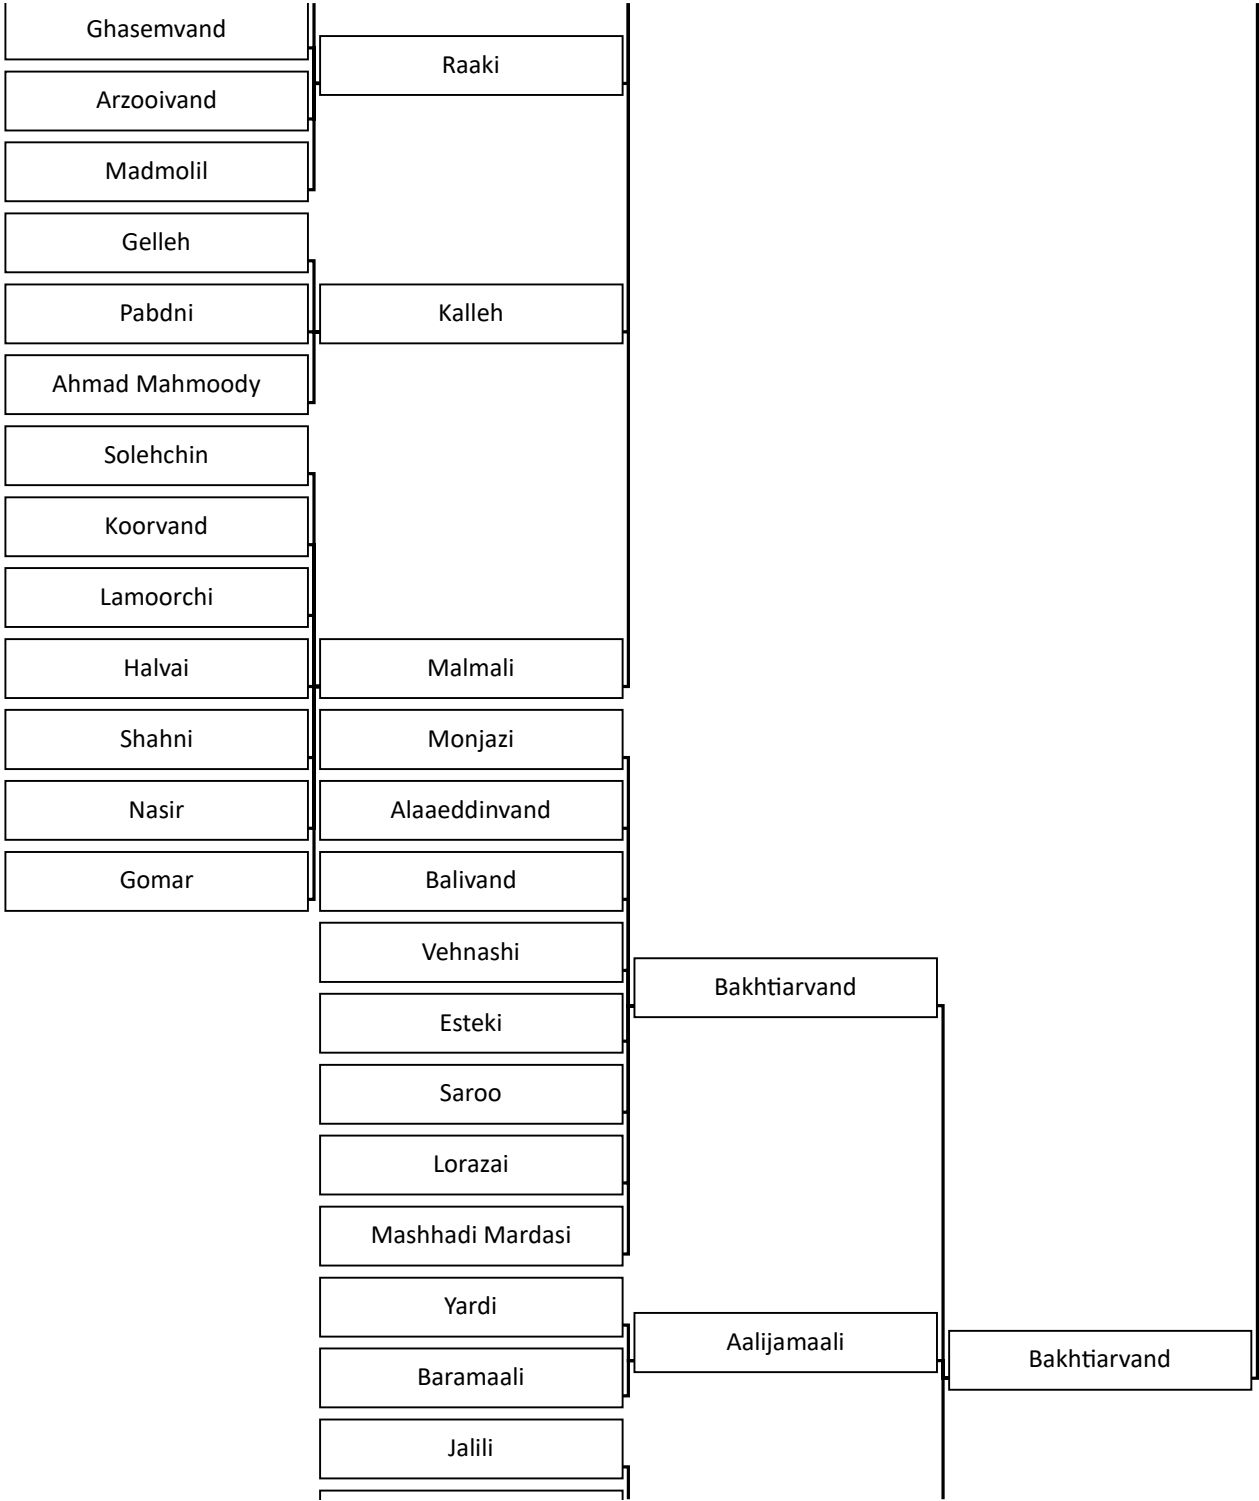 Ghasemvand
Raaki
Arzooivand
Madmolil
Gelleh
Pabdni
Kalleh
Ahmad Mahmoody
Solehchin
Koorvand
Lamoorchi
Halvai
Malmali
Shahni
Monjazi
Nasir
Alaaeddinvand
Gomar
Balivand
Vehnashi
Bakhtiarvand
Esteki
Saroo
Lorazai
Mashhadi Mardasi
Yardi
Aalijamaali
Bakhtiarvand
Baramaali
Jalili